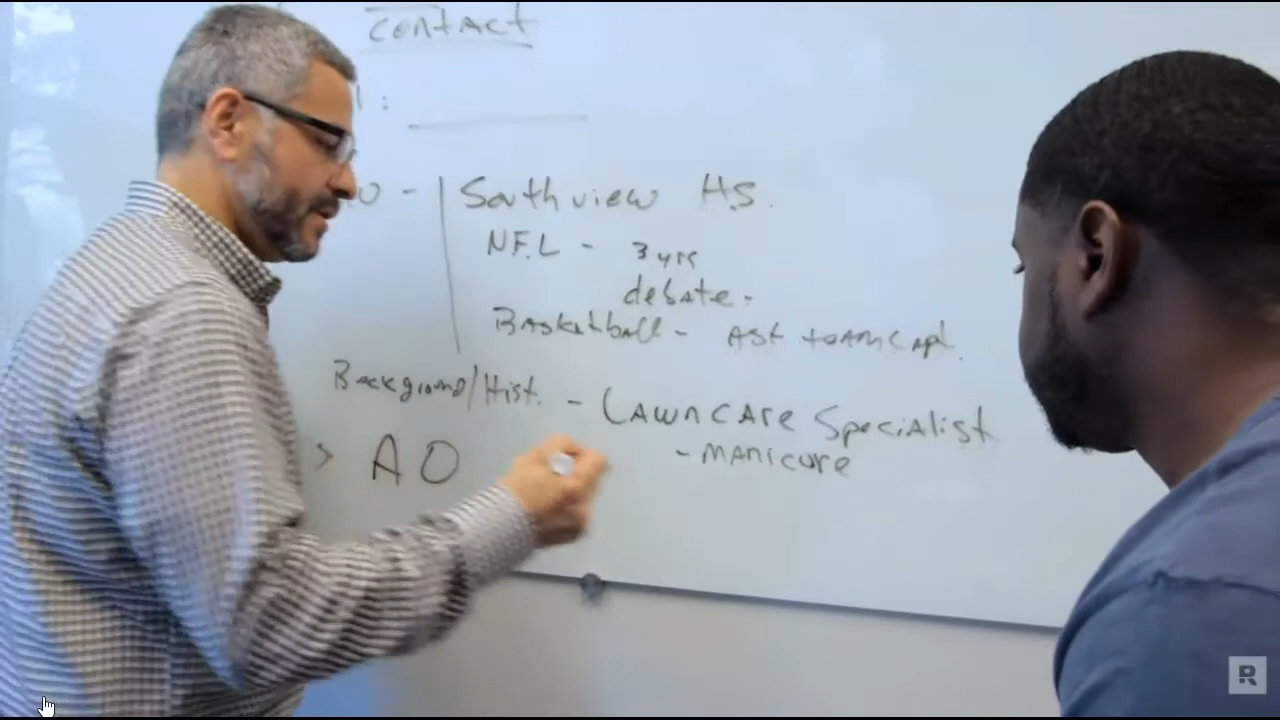 contact
:
- Southview H.S.
N.F.L - 3 yrs
debate -
Basketball - Ast team capt.
Background/Hist. - Lawncare Specialist
- manicure
> AO
R